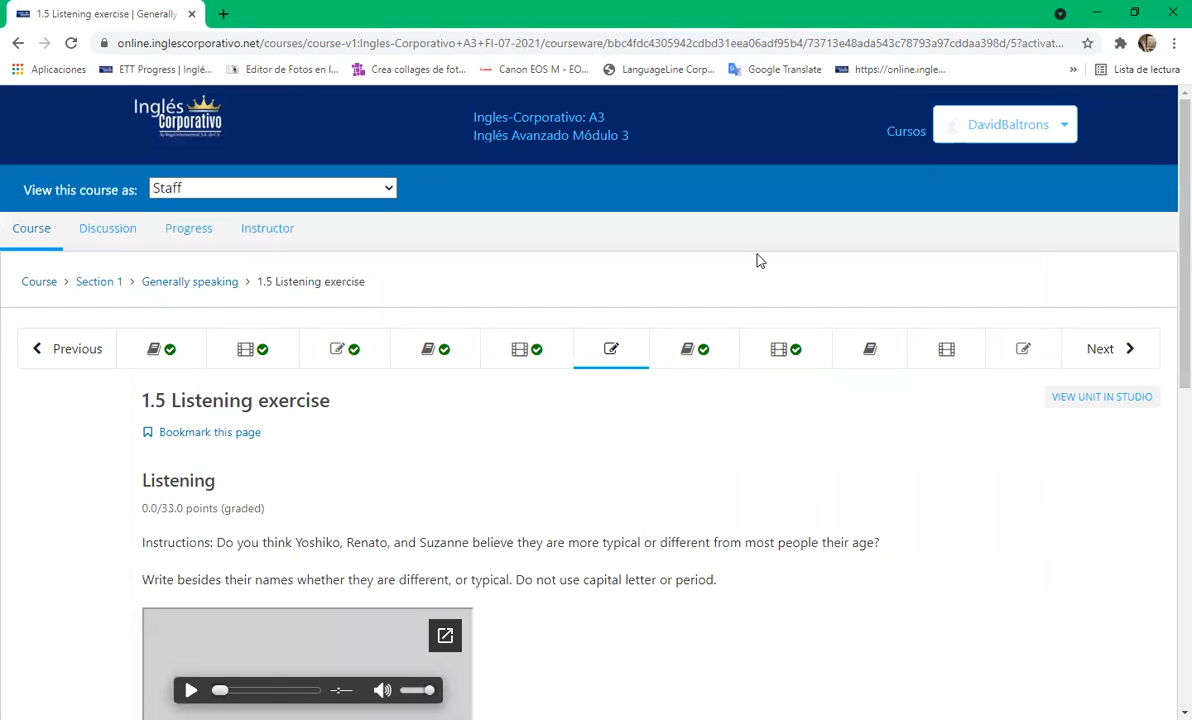 1.5 Listening exercise | Generally
online.inglescorporativo.net/courses/course-v1:Ingles-Corporativo+A3+FI-07-2021/courseware/bbc4fdc4305942cdbd31eea06adf95b4/73713e48ada543c78793a97cddaa398d/5?activat...
Aplicaciones ETT Progress | Inglé... Editor de Fotos en l... Crea collages de fot... Canon EOS M - EO... LanguageLine Corp... Google Translate https://online.ingle... » Lista de lectura
Inglés Corporativo
Ingles-Corporativo: A3
Inglés Avanzado Módulo 3
Cursos DavidBaltrons
View this course as: Staff
Course Discussion Progress Instructor
Course > Section 1 > Generally speaking > 1.5 Listening exercise
Previous Next
1.5 Listening exercise
VIEW UNIT IN STUDIO
Bookmark this page
Listening
0.0/33.0 points (graded)
Instructions: Do you think Yoshiko, Renato, and Suzanne believe they are more typical or different from most people their age?
Write besides their names whether they are different, or typical. Do not use capital letter or period.
-:--